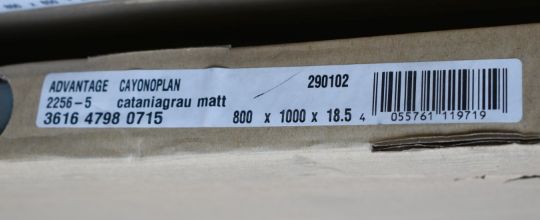 ADVANTAGE CAYONOPLAN 290102
2256-5 cataniagrau matt
3616 4798 0715 800 x 1000 x 18.5
4 055761 119719